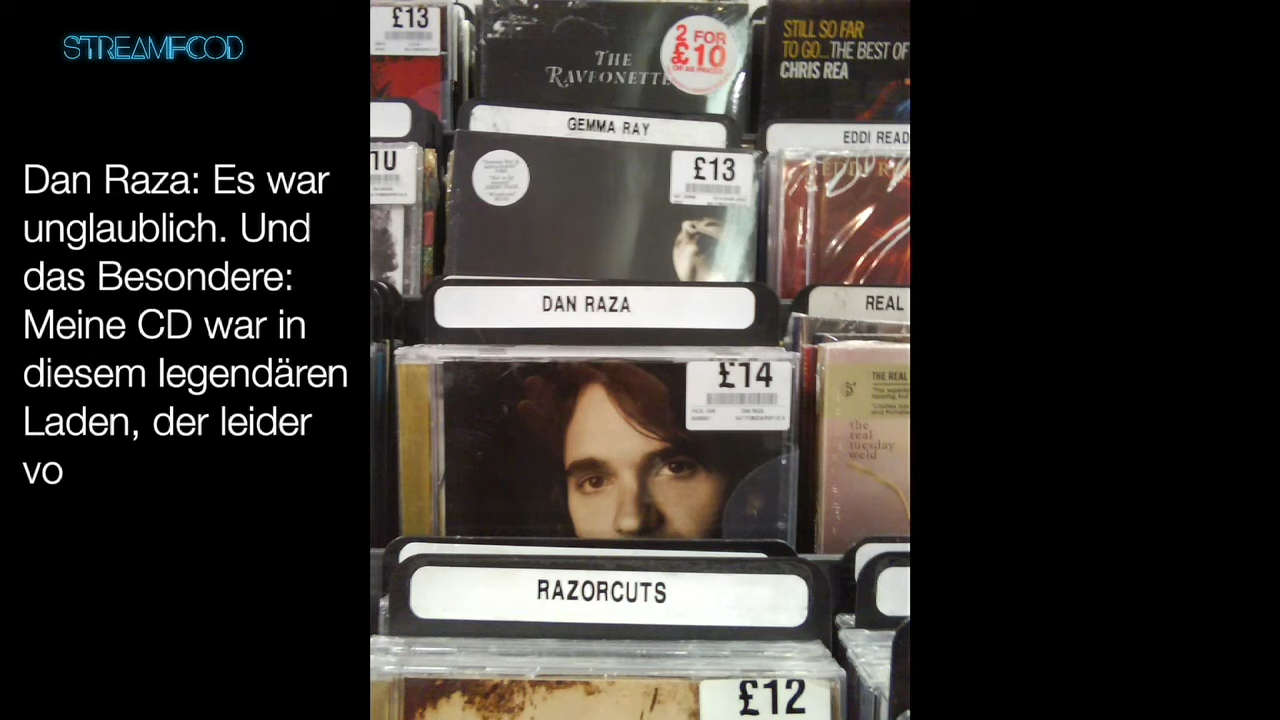 STREAMFOOD
Dan Raza: Es war
unglaublich. Und
das Besondere:
Meine CD war in
diesem legendären
Laden, der leider
vo
£13
THE
RAVEONETTE
2 FOR
£10
STILL SO FAR
TO GO...THE BEST OF
CHRIS REA
GEMMA RAY
EDDI READ
£13
DAN RAZA
REAL
£14
THE REAL
the
real
tuesday
weld
RAZORCUTS
£12